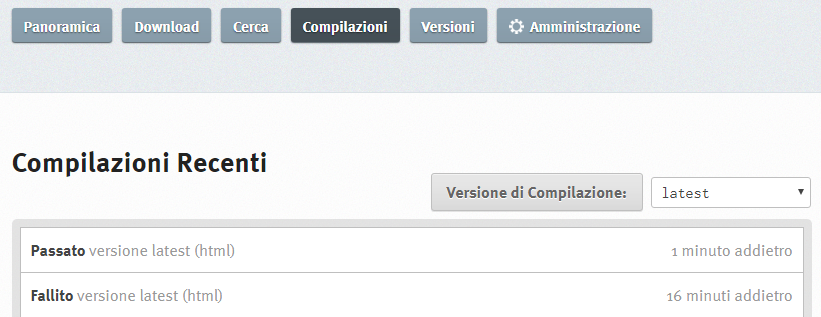 Panoramica Download Cerca Compilazioni Versioni Amministrazione
Compilazioni Recenti
Versione di Compilazione: latest
Passato versione latest (html) 1 minuto addietro
Fallito versione latest (html) 16 minuti addietro